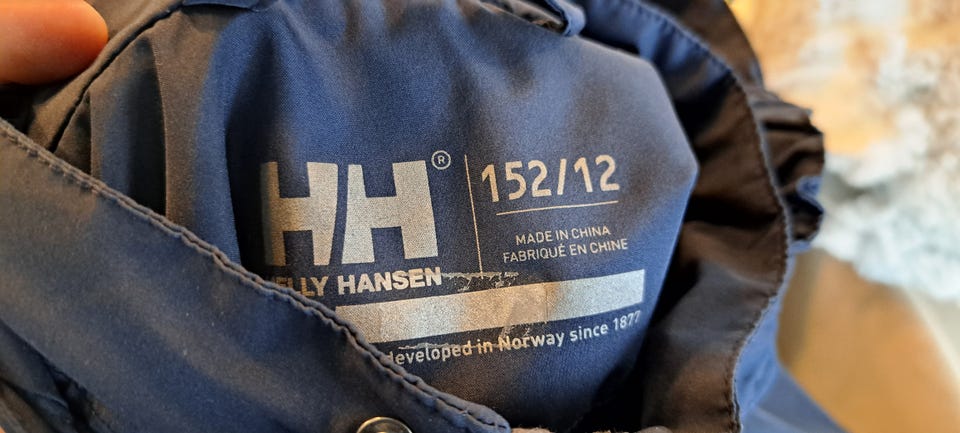 HH®
HELLY HANSEN
152/12
MADE IN CHINA
FABRIQUÉ EN CHINE
developed in Norway since 1877